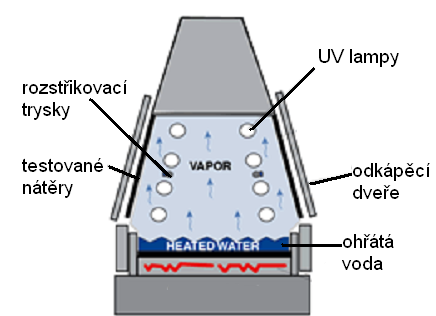 UV lampy
rozstřikovací
trysky
VAPOR
testované
nátěry
odkápěcí
dveře
HEATED WATER
ohřátá
voda